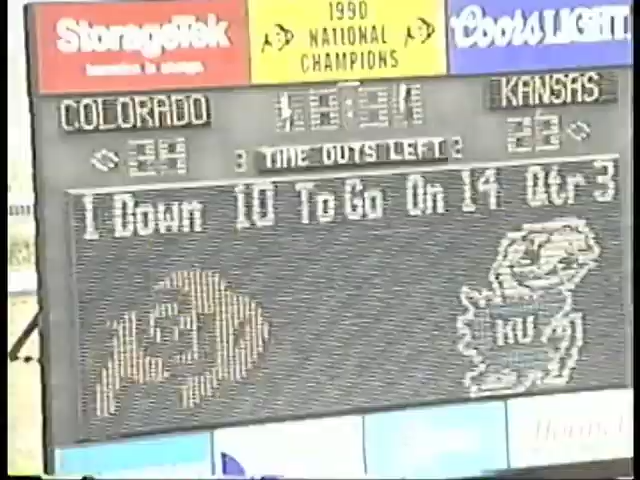 StorageTek
1990
NATIONAL
CHAMPIONS
Coors LIGHT
COLORADO
KANSAS
3 TIME OUTS LEFT 2
1 Down 10 To Go On 14 Qtr 3
KU
Hormel